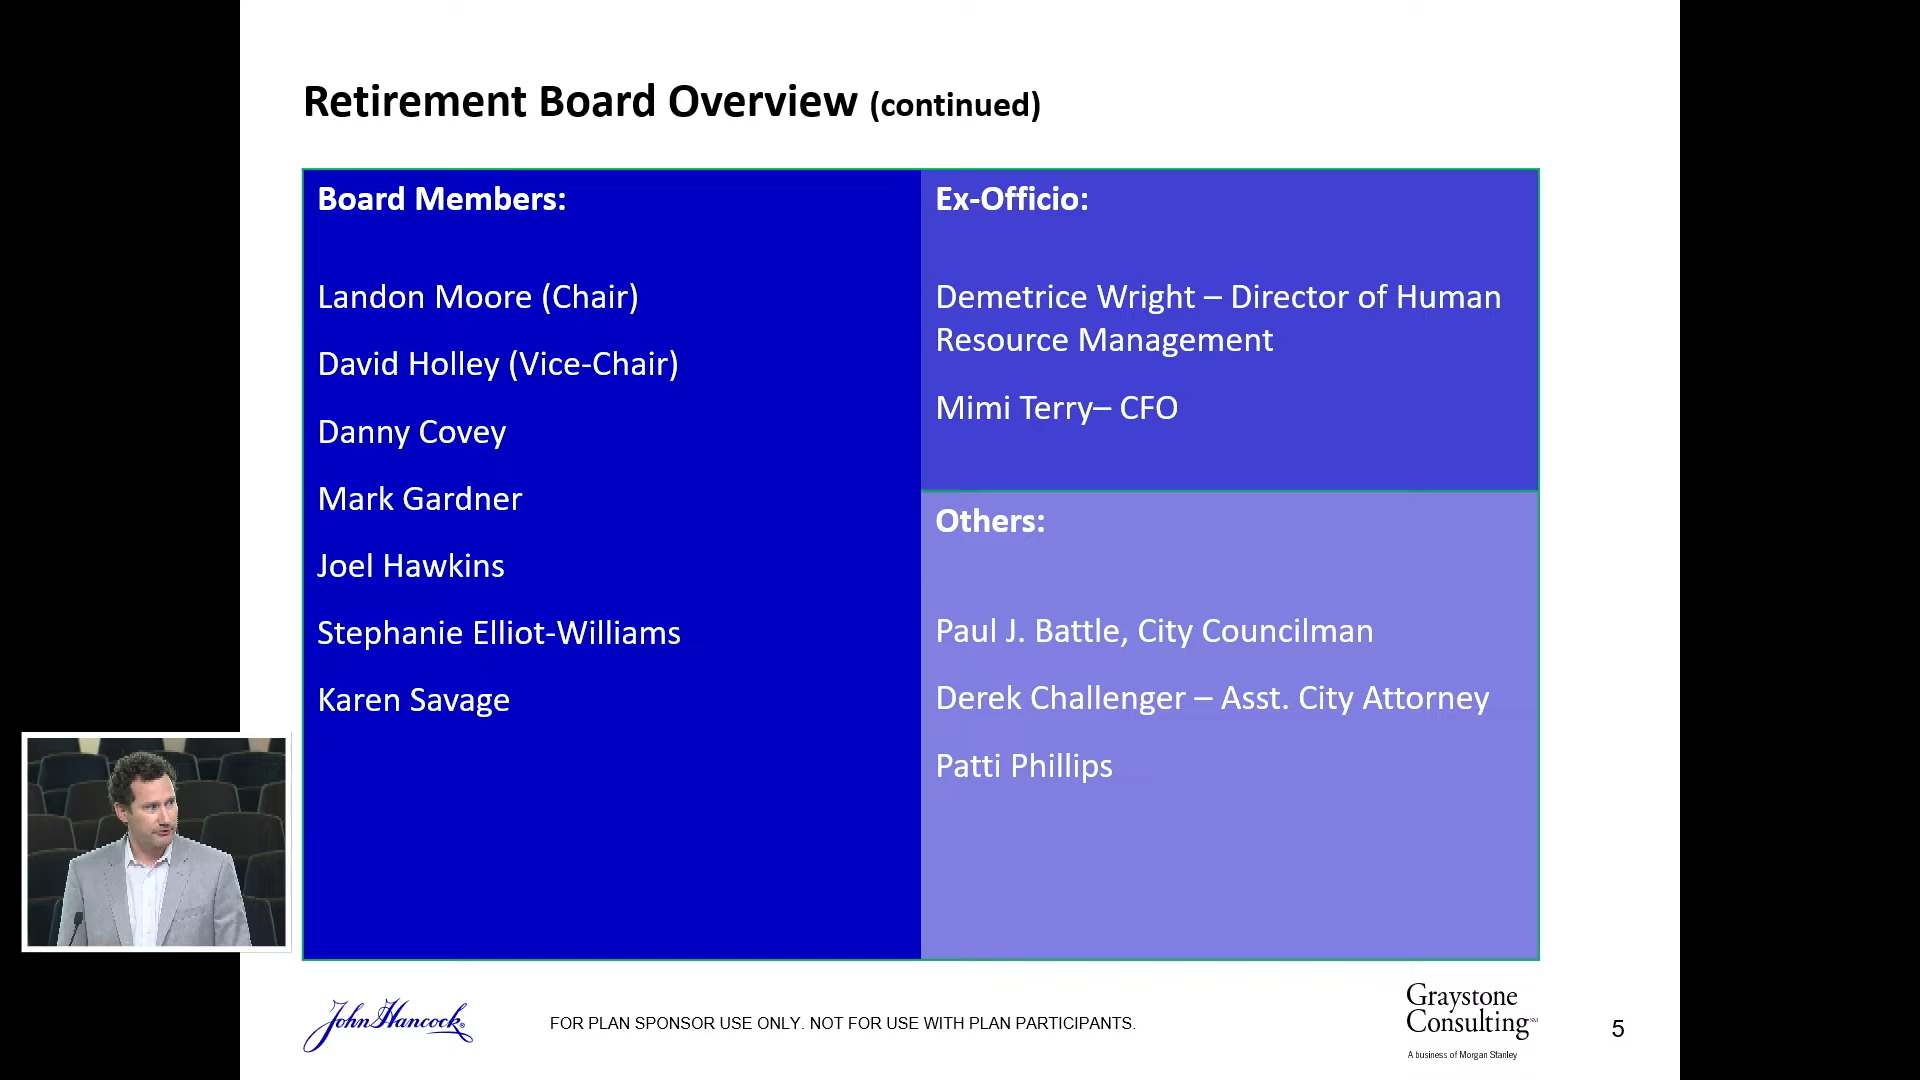 Retirement Board Overview (continued)
Board Members:
Landon Moore (Chair)
David Holley (Vice-Chair)
Danny Covey
Mark Gardner
Joel Hawkins
Stephanie Elliot-Williams
Karen Savage
Ex-Officio:
Demetrice Wright – Director of Human
Resource Management
Mimi Terry– CFO
Others:
Paul J. Battle, City Councilman
Derek Challenger – Asst. City Attorney
Patti Phillips
John Hancock®
FOR PLAN SPONSOR USE ONLY. NOT FOR USE WITH PLAN PARTICIPANTS.
Graystone
Consulting℠
A business of Morgan Stanley
5